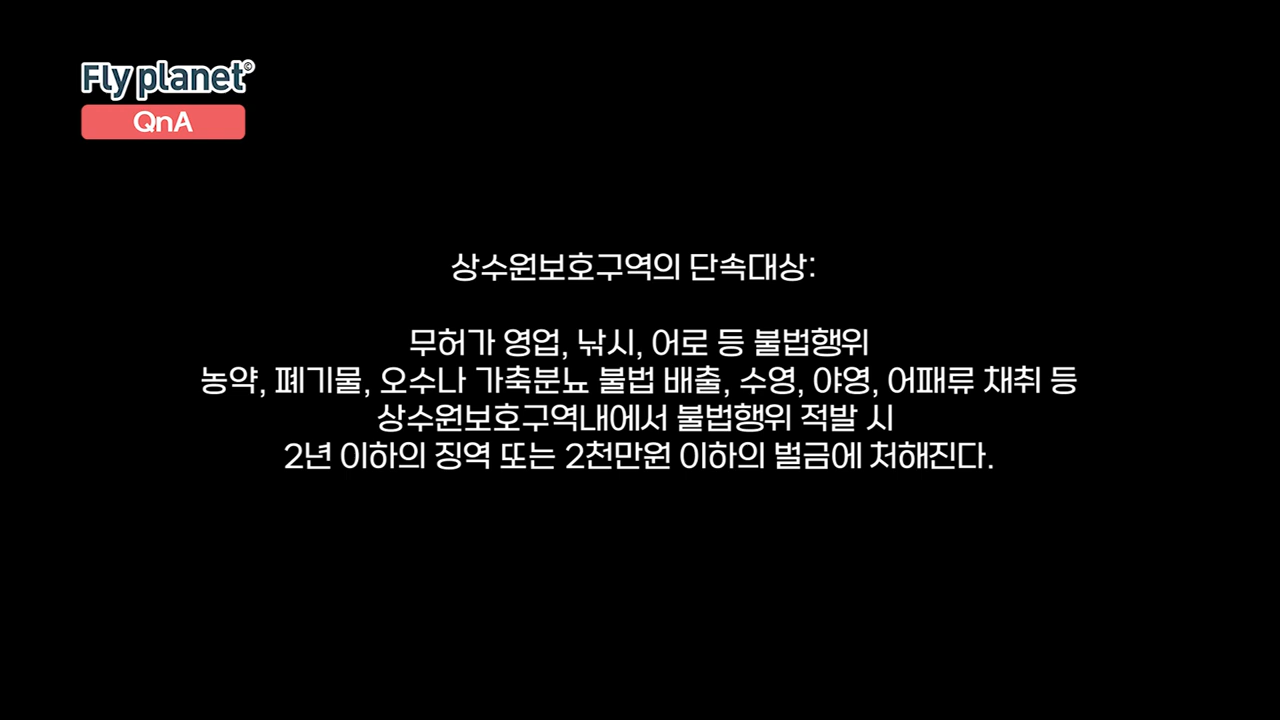 Fly planet©
QnA
상수원보호구역의 단속대상:
무허가 영업, 낚시, 어로 등 불법행위
농약, 폐기물, 오수나 가축분뇨 불법 배출, 수영, 야영, 어패류 채취 등
상수원보호구역내에서 불법행위 적발 시
2년 이하의 징역 또는 2천만원 이하의 벌금에 처해진다.